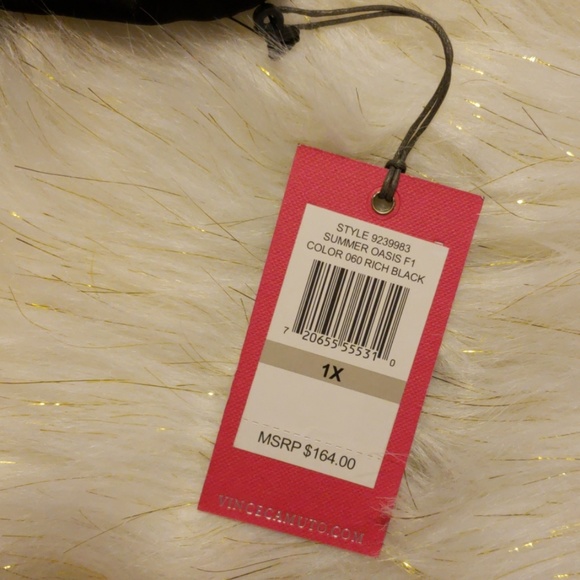 STYLE 9239983
SUMMER OASIS F1
COLOR 060 RICH BLACK
7 20655 55531 0
1X
MSRP $164.00
VINCECAMUTO.COM